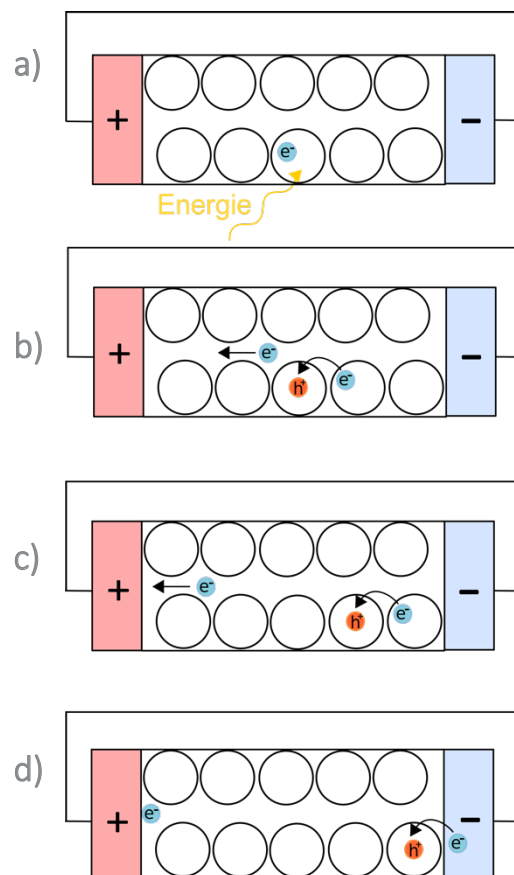 a)
+
e⁻
−
Energie
b)
+
e⁻
h⁺
e⁻
−
c)
+
e⁻
h⁺
e⁻
−
d)
+
e⁻
h⁺
e⁻
−